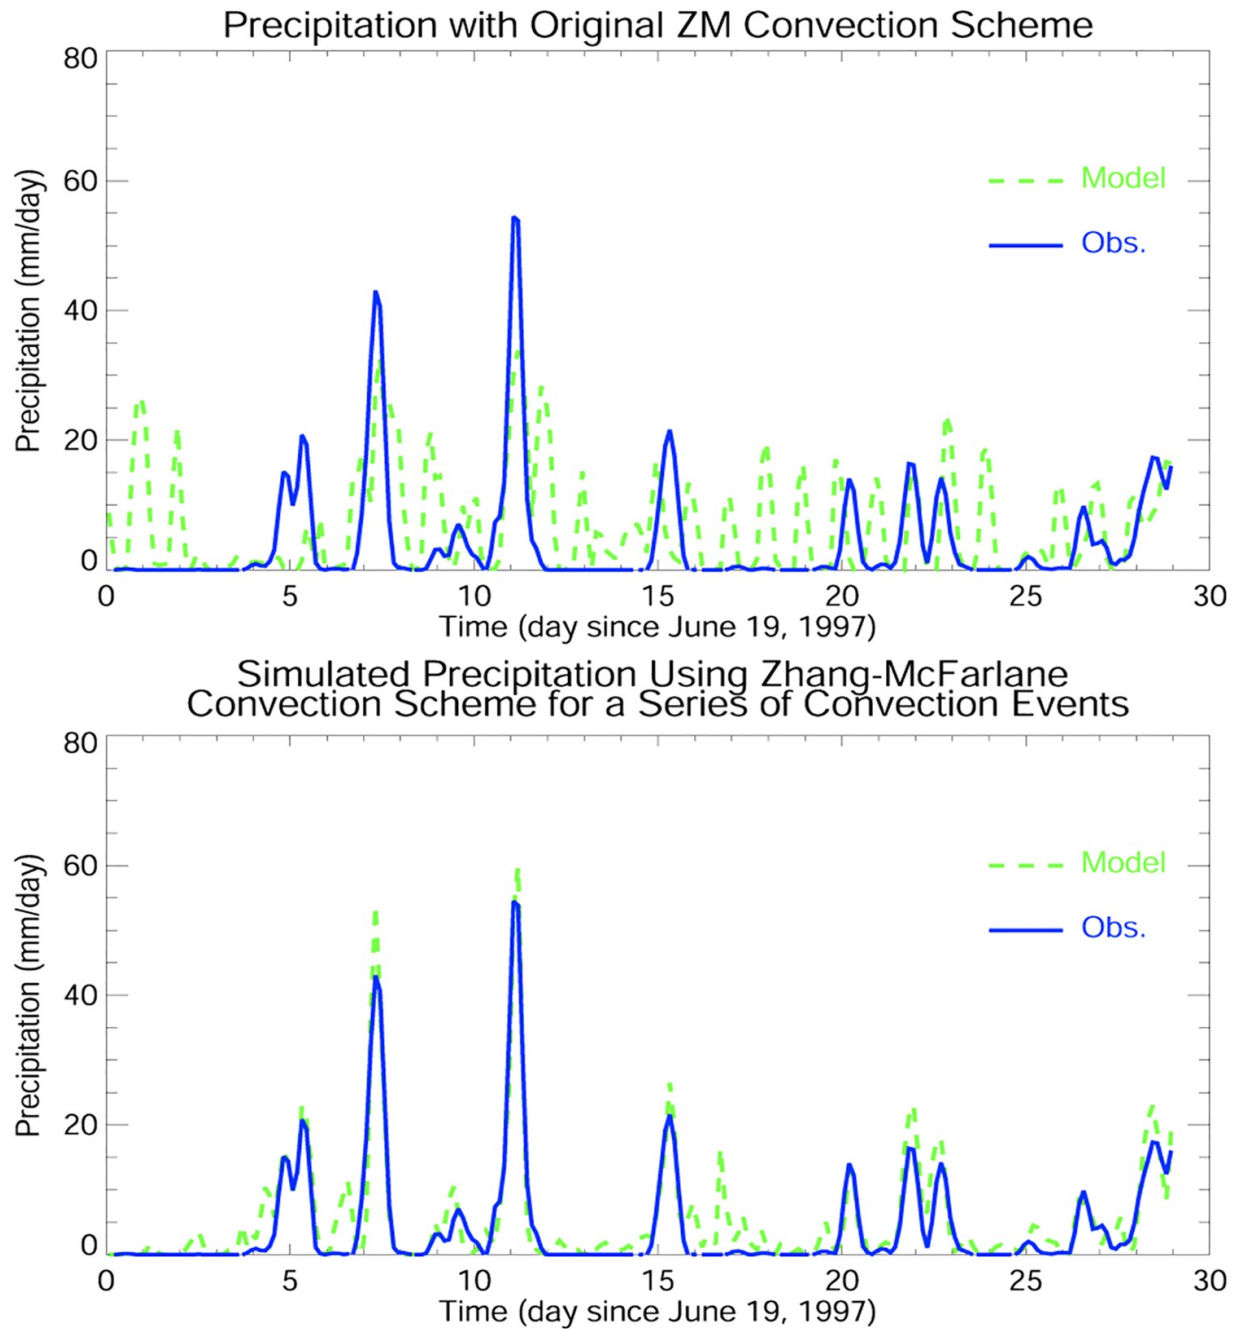 Precipitation with Original ZM Convection Scheme
80
60
40
20
0
Precipitation (mm/day)
Model
Obs.
0 5 10 15 20 25 30
Time (day since June 19, 1997)
Simulated Precipitation Using Zhang-McFarlane
Convection Scheme for a Series of Convection Events
80
60
40
20
0
Precipitation (mm/day)
Model
Obs.
0 5 10 15 20 25 30
Time (day since June 19, 1997)